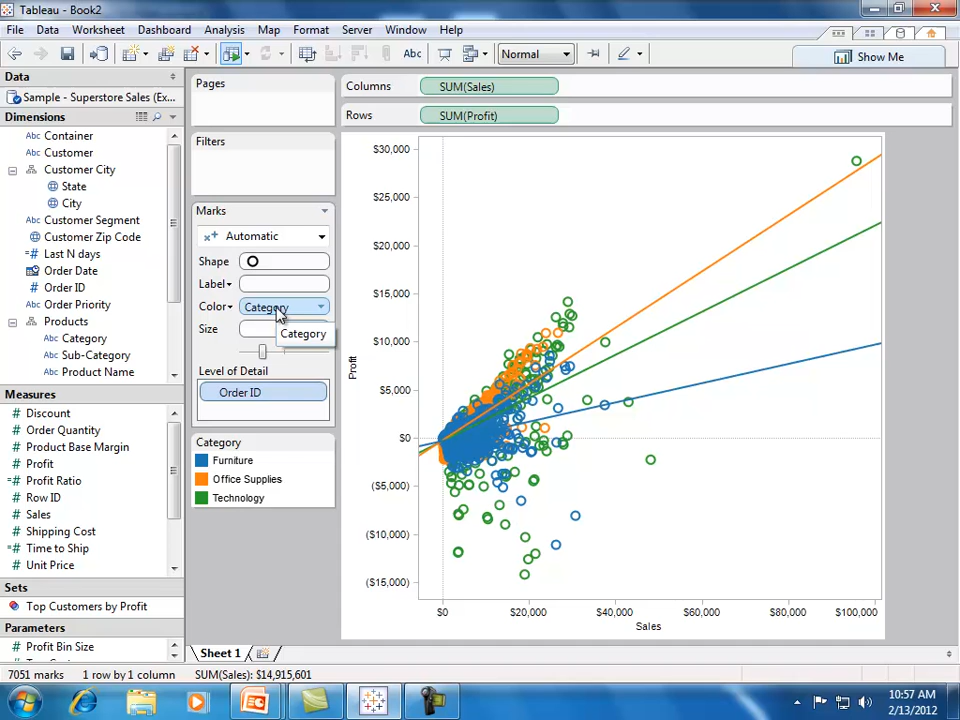 Tableau - Book2
File Data Worksheet Dashboard Analysis Map Format Server Window Help
Abc Normal Show Me
Data
Sample - Superstore Sales (Ex...
Dimensions
Abc Container
Abc Customer
Customer City
State
City
Abc Customer Segment
Customer Zip Code
=# Last N days
Order Date
# Order ID
Abc Order Priority
Products
Abc Category
Abc Sub-Category
Abc Product Name
Measures
# Discount
# Order Quantity
# Product Base Margin
# Profit
=# Profit Ratio
# Row ID
# Sales
# Shipping Cost
=# Time to Ship
# Unit Price
Sets
Top Customers by Profit
Parameters
# Profit Bin Size
Pages
Filters
Marks
Automatic
Shape
Label
Color Category
Size
Category
Level of Detail
Order ID
Category
Furniture
Office Supplies
Technology
Columns SUM(Sales)
Rows SUM(Profit)
$30,000
$25,000
$20,000
$15,000
$10,000
$5,000
$0
($5,000)
($10,000)
($15,000)
Profit
$0 $20,000 $40,000 $60,000 $80,000 $100,000
Sales
Sheet 1
7051 marks 1 row by 1 column SUM(Sales): $14,915,601
10:57 AM
2/13/2012